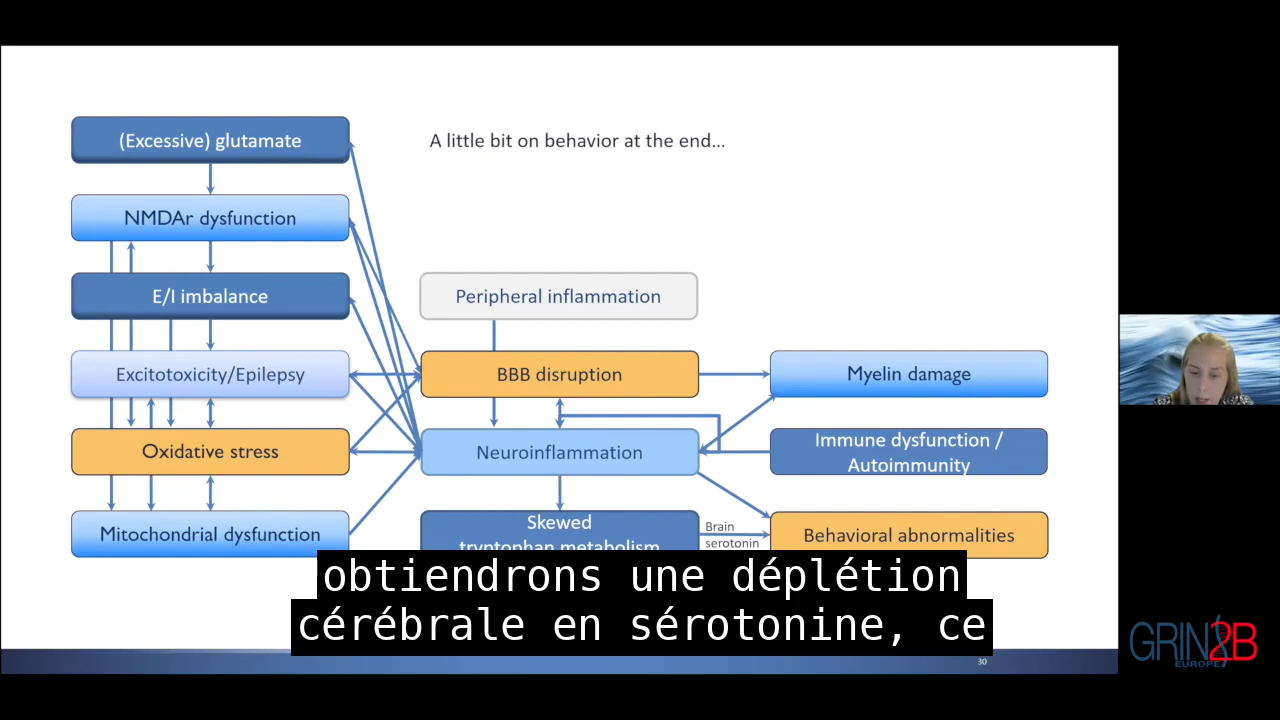 (Excessive) glutamate
A little bit on behavior at the end...
NMDAr dysfunction
E/I imbalance
Peripheral inflammation
Excitotoxicity/Epilepsy
BBB disruption
Myelin damage
Oxidative stress
Neuroinflammation
Immune dysfunction /
Autoimmunity
Mitochondrial dysfunction
Skewed
tryptophan metabolism
Brain
serotonin
Behavioral abnormalities
obtiendrons une déplétion
cérébrale en sérotonine, ce
30
GRIN2B
EUROPE